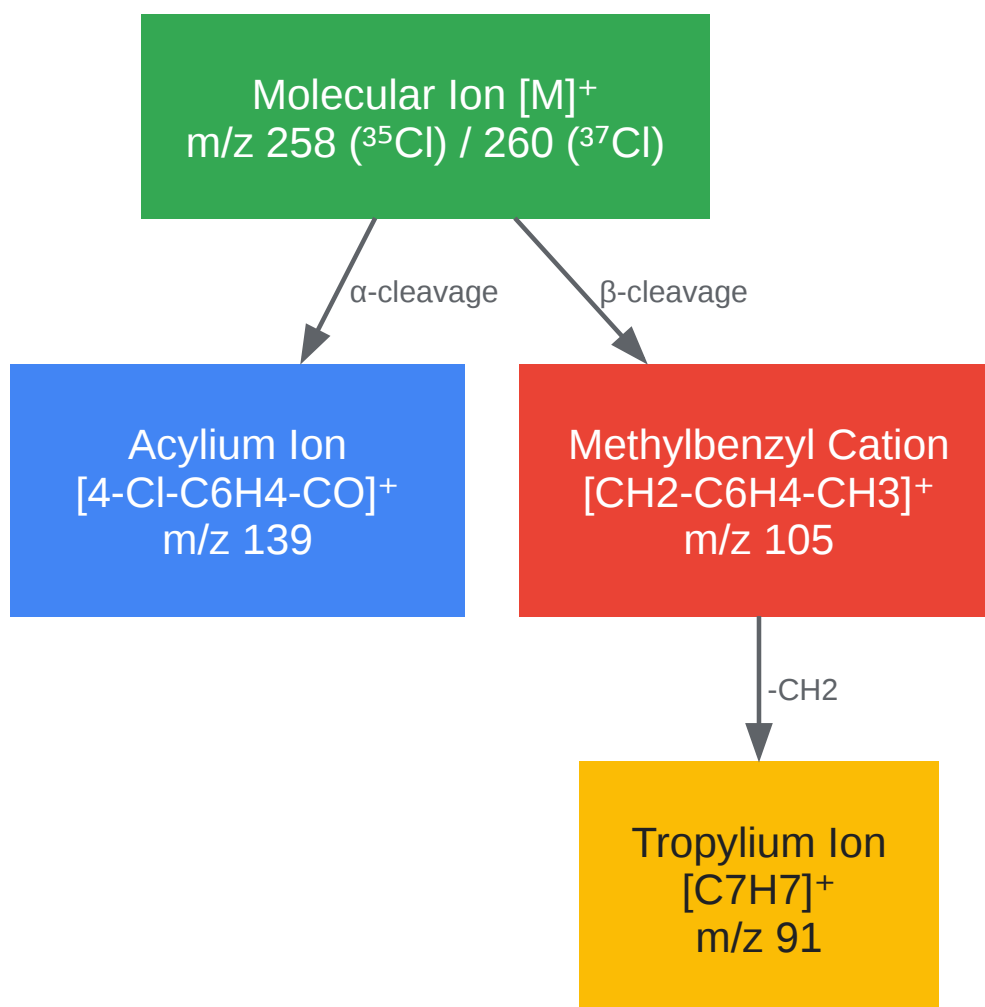 Molecular Ion [M]⁺
m/z 258 (³⁵Cl) / 260 (³⁷Cl)
α-cleavage
β-cleavage
Acylium Ion
[4-Cl-C6H4-CO]⁺
m/z 139
Methylbenzyl Cation
[CH2-C6H4-CH3]⁺
m/z 105
-CH2
Tropylium Ion
[C7H7]⁺
m/z 91